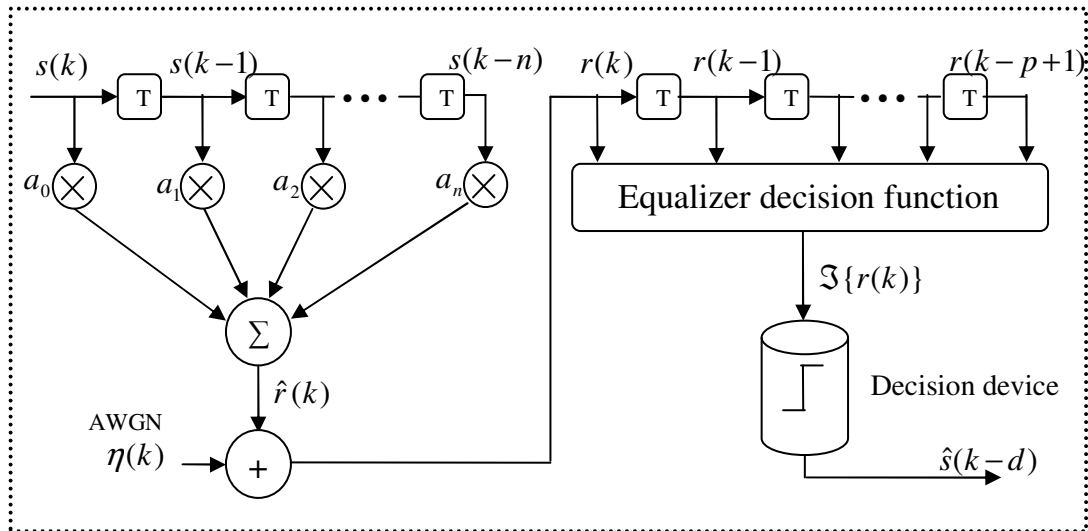 s(k) s(k−1) s(k−n) r(k) r(k−1) r(k−p+1)
T T ••• T T T ••• T
a₀ a₁ a₂ aₙ
Equalizer decision function
ℑ{r(k)}
Σ
r̂(k)
Decision device
AWGN
η(k)
+
ŝ(k−d)